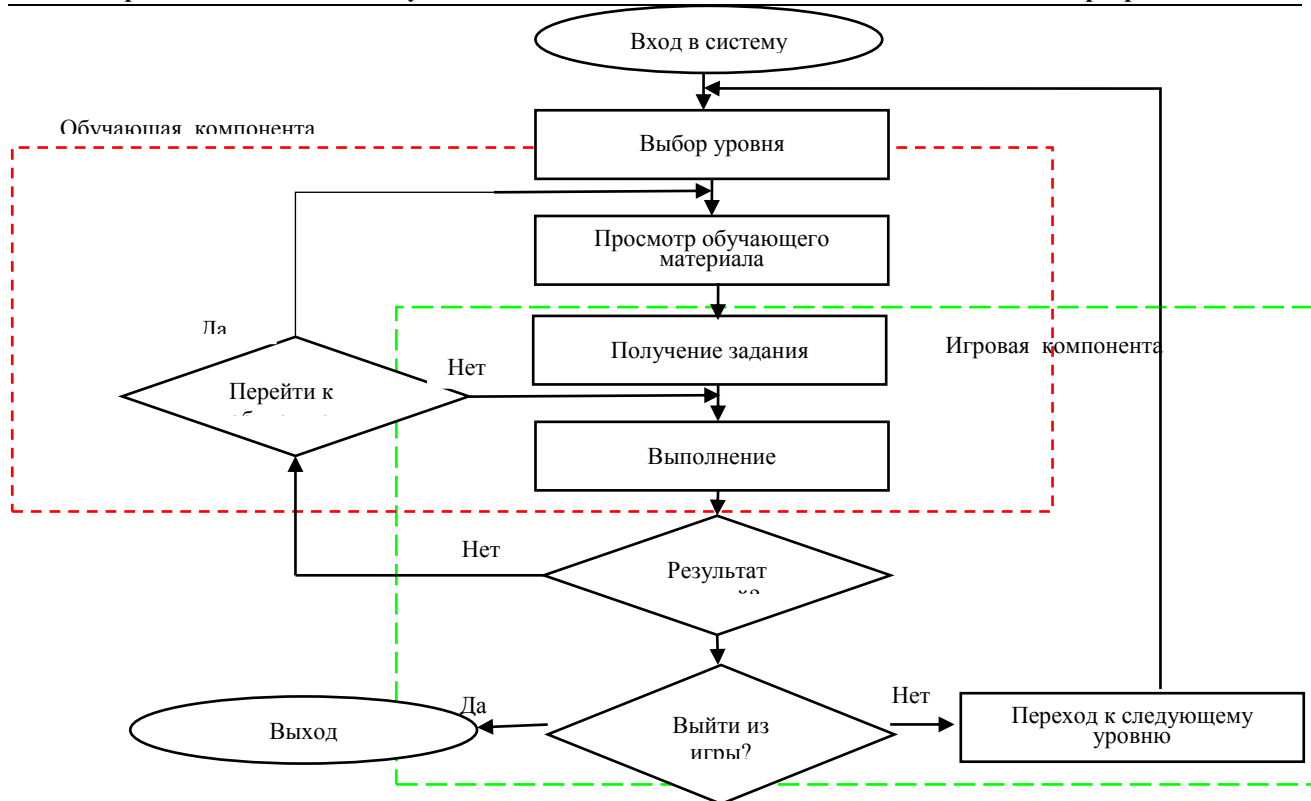 Вход в систему
Обучающая компонента
Выбор уровня
Просмотр обучающего
материала
Да
Получение задания
Игровая компонента
Нет
Перейти к
Выполнение
Нет
Результат
Да
Нет
Выход
Выйти из
игры?
Переход к следующему
уровню